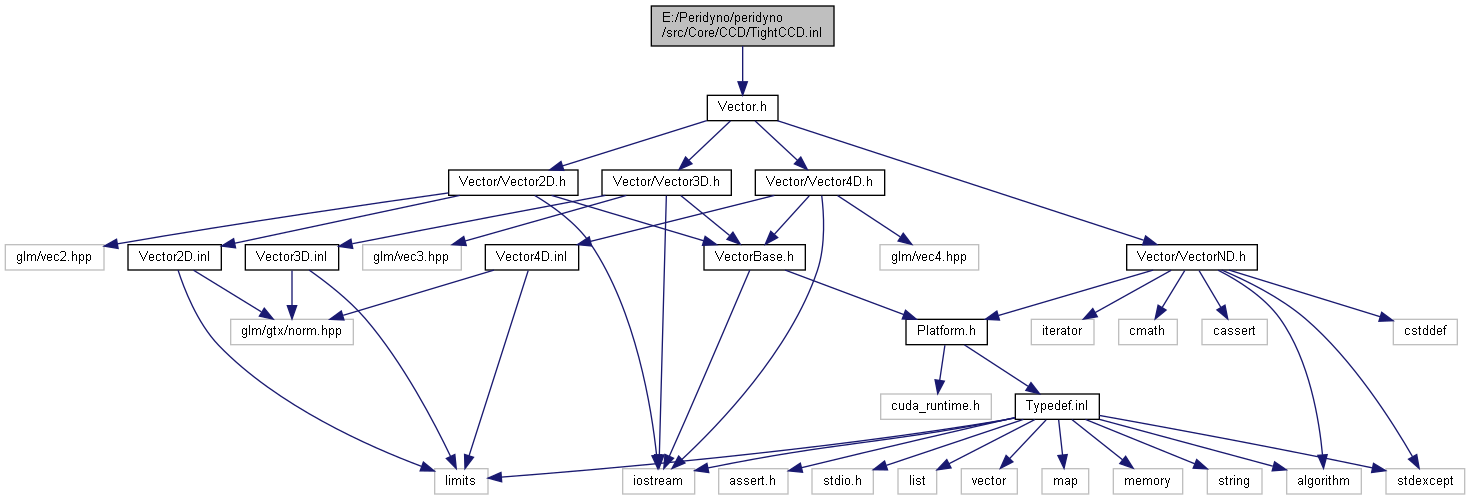 E:/Peridyno/peridyno
/src/Core/CCD/TightCCD.inl
Vector.h
Vector/Vector2D.h
Vector/Vector3D.h
Vector/Vector4D.h
glm/vec2.hpp
Vector2D.inl
Vector3D.inl
glm/vec3.hpp
Vector4D.inl
VectorBase.h
glm/vec4.hpp
Vector/VectorND.h
glm/gtx/norm.hpp
Platform.h
iterator
cmath
cassert
cstddef
cuda_runtime.h
Typedef.inl
limits
iostream
assert.h
stdio.h
list
vector
map
memory
string
algorithm
stdexcept